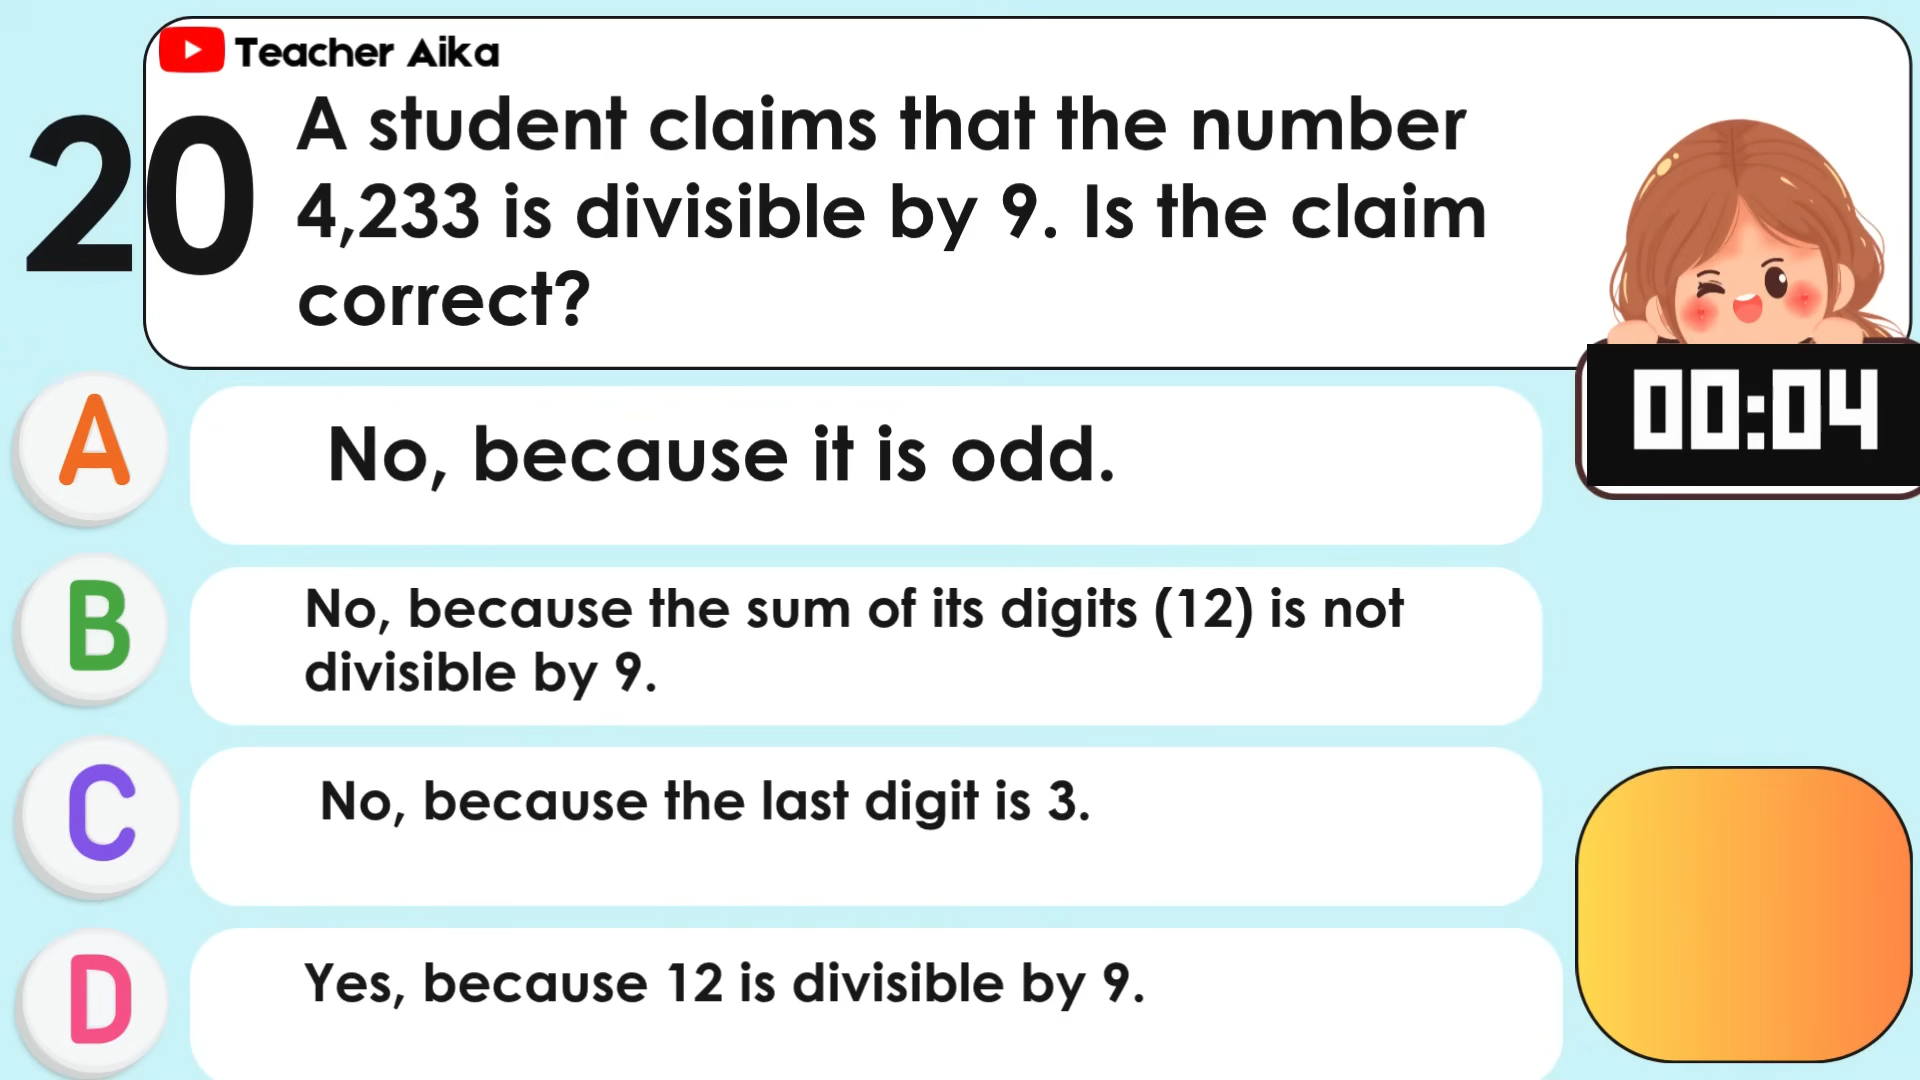 Teacher Aika
20
A student claims that the number
4,233 is divisible by 9. Is the claim
correct?
00:04
A
No, because it is odd.
B
No, because the sum of its digits (12) is not
divisible by 9.
C
No, because the last digit is 3.
D
Yes, because 12 is divisible by 9.